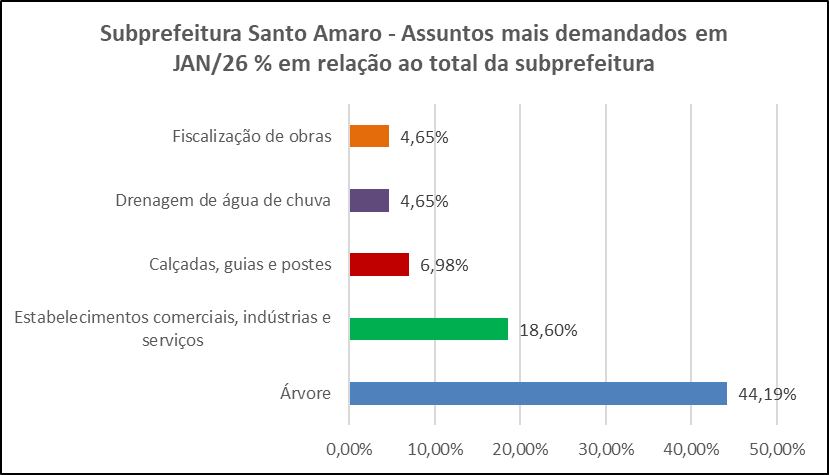 Subprefeitura Santo Amaro - Assuntos mais demandados em
JAN/26 % em relação ao total da subprefeitura
Fiscalização de obras
4,65%
Drenagem de água de chuva
4,65%
Calçadas, guias e postes
6,98%
Estabelecimentos comerciais, indústrias e
serviços
18,60%
Árvore
44,19%
0,00% 10,00% 20,00% 30,00% 40,00% 50,00%